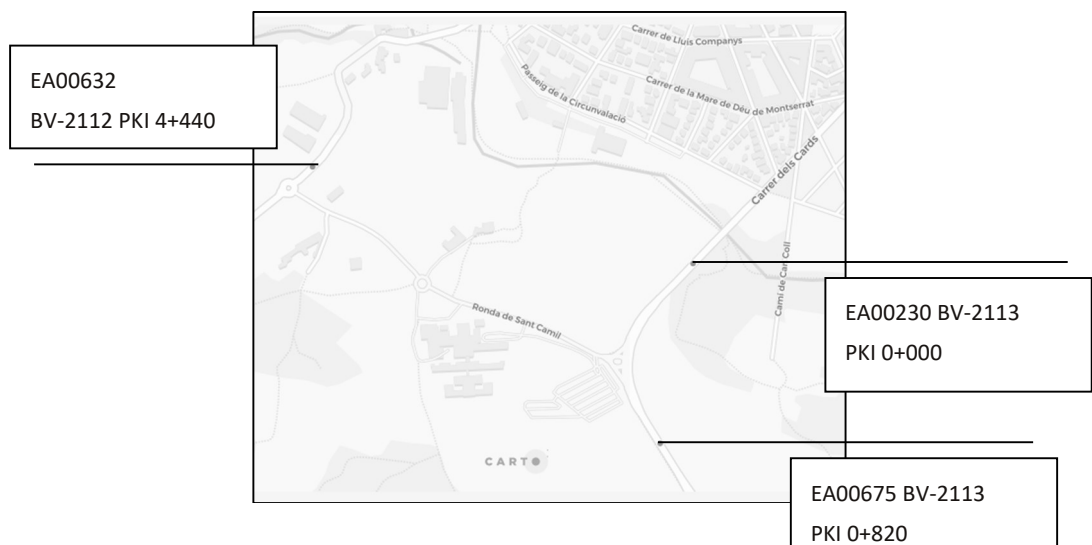 Carrer de Lluís Companys
EA00632
BV-2112 PKI 4+440
Passeig de la Circunvalació
Carrer de la Mare de Déu de Montserrat
Carrer dels Cards
Camí de Can Coll
EA00230 BV-2113
PKI 0+000
Ronda de Sant Camil
CARTO
EA00675 BV-2113
PKI 0+820